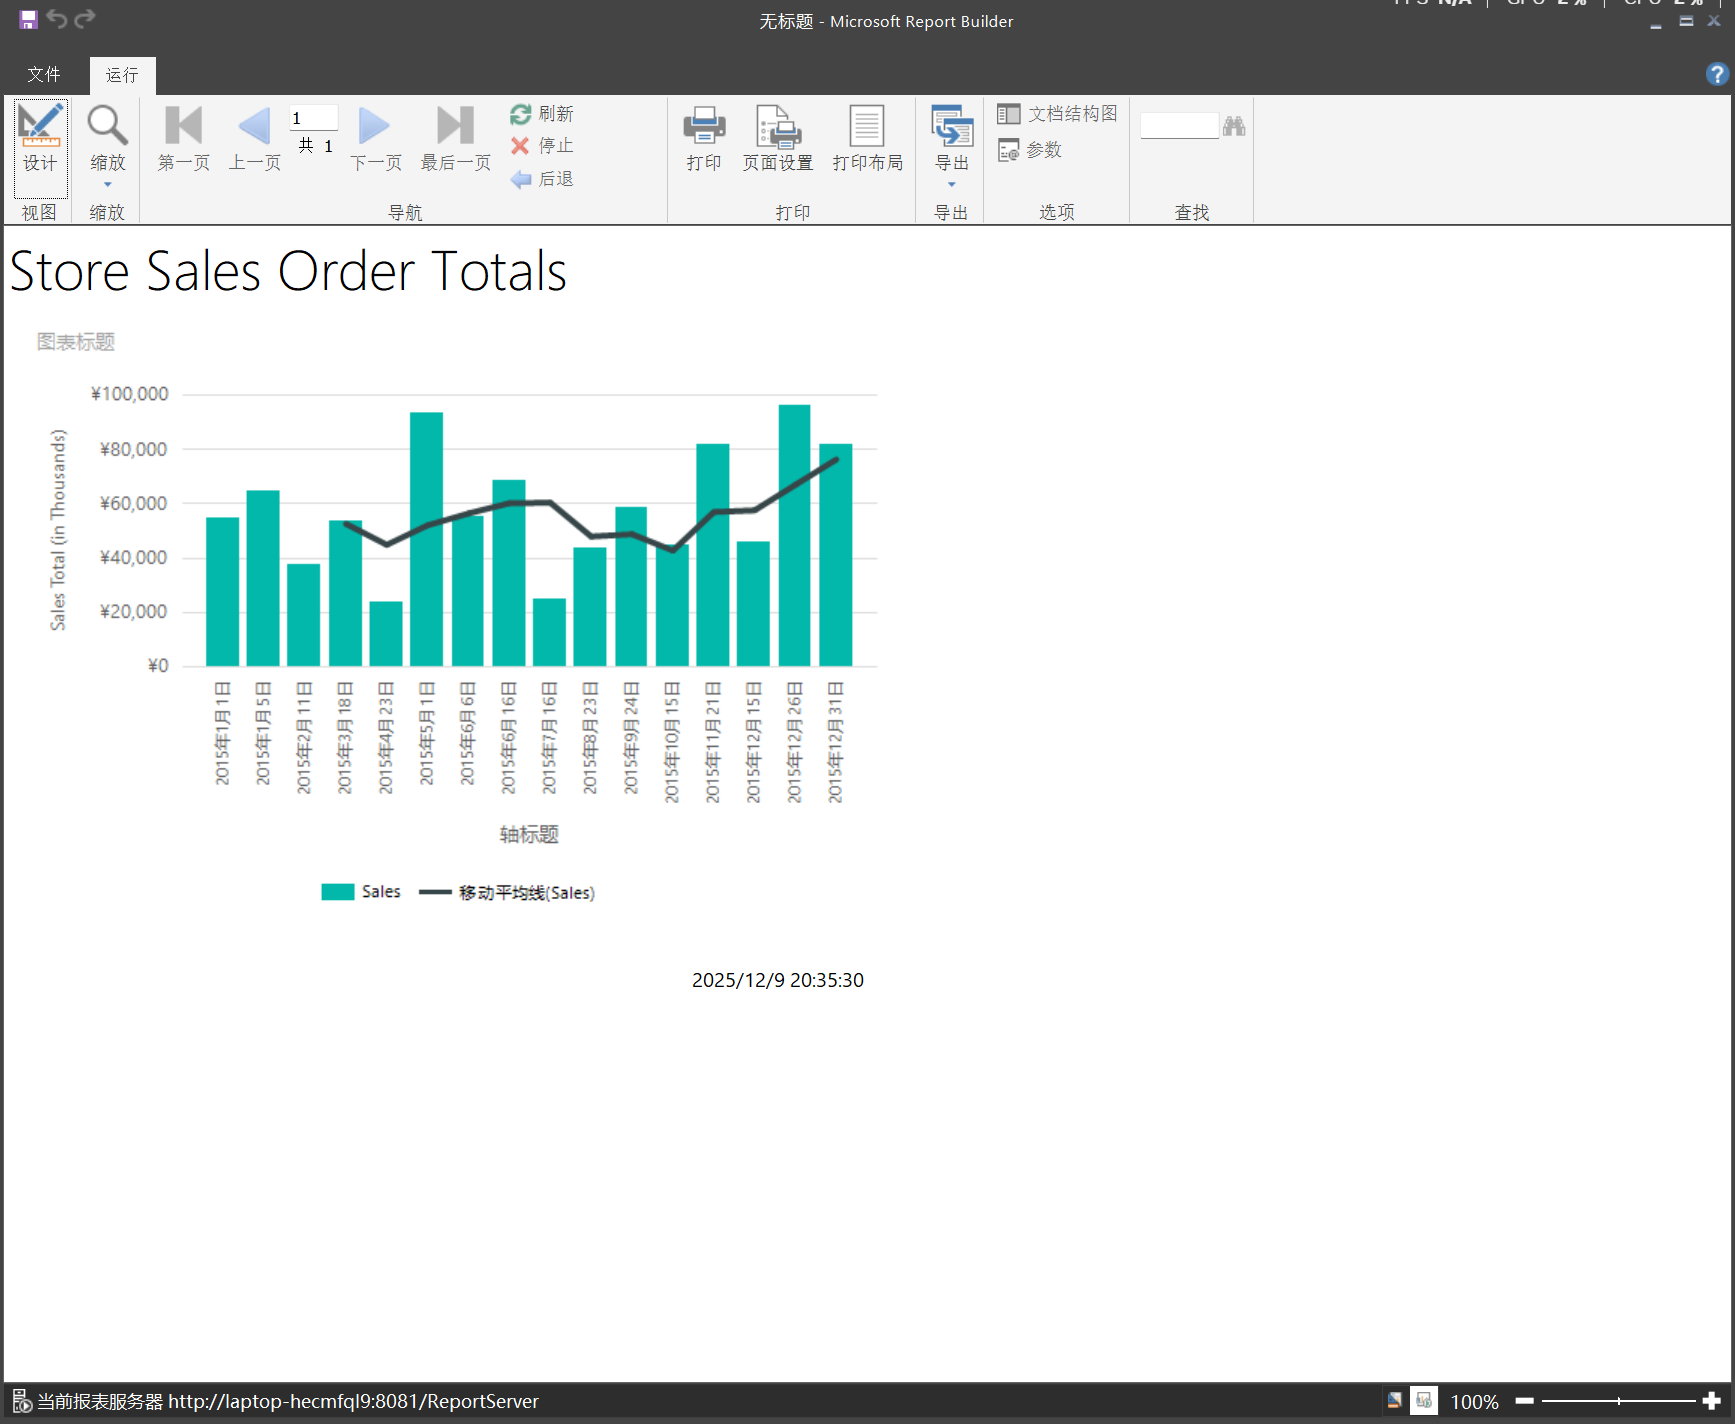 无标题 - Microsoft Report Builder
文件 运行
设计 缩放 第一页 上一页 1 共 1 下一页 最后一页 刷新 停止 后退 打印 页面设置 打印布局 导出 文档结构图 参数
视图 缩放 导航 打印 导出 选项 查找
Store Sales Order Totals
图表标题
Sales Total (in Thousands)
¥100,000
¥80,000
¥60,000
¥40,000
¥20,000
¥0
2015年1月1日
2015年1月5日
2015年2月11日
2015年3月18日
2015年4月23日
2015年5月1日
2015年6月6日
2015年6月16日
2015年7月16日
2015年8月23日
2015年9月24日
2015年10月15日
2015年11月21日
2015年12月15日
2015年12月26日
2015年12月31日
轴标题
Sales 移动平均线(Sales)
2025/12/9 20:35:30
当前报表服务器 http://laptop-hecmfql9:8081/ReportServer
100%